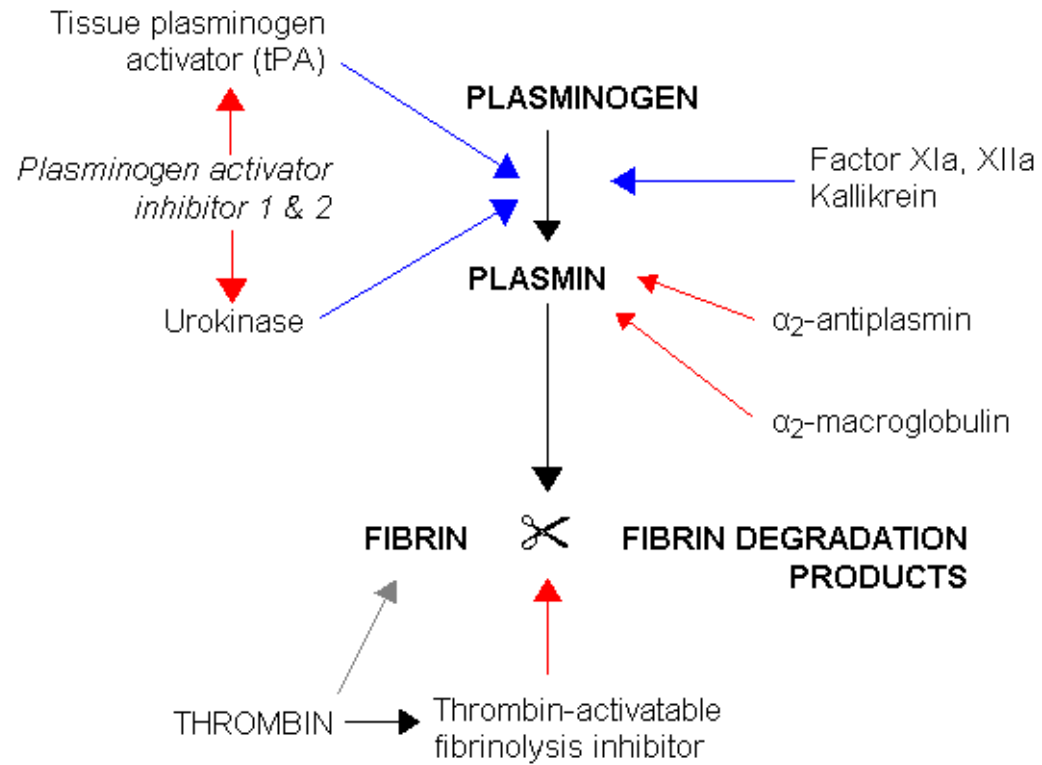 Tissue plasminogen
activator (tPA)
PLASMINOGEN
Plasminogen activator
inhibitor 1 & 2
Factor XIa, XIIa
Kallikrein
PLASMIN
Urokinase
α₂-antiplasmin
α₂-macroglobulin
FIBRIN
FIBRIN DEGRADATION
PRODUCTS
THROMBIN
Thrombin-activatable
fibrinolysis inhibitor